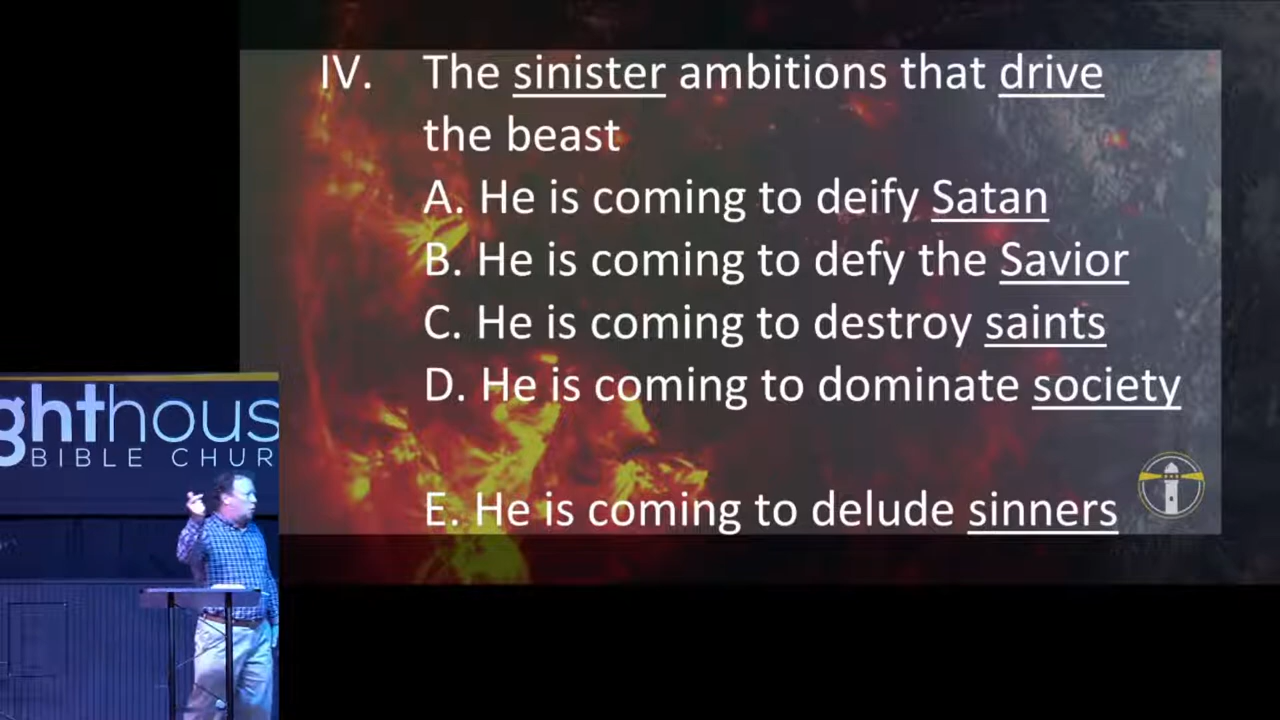 IV. The sinister ambitions that drive
the beast
A. He is coming to deify Satan
B. He is coming to defy the Savior
C. He is coming to destroy saints
D. He is coming to dominate society
E. He is coming to delude sinners
ghthous
BIBLE CHUR